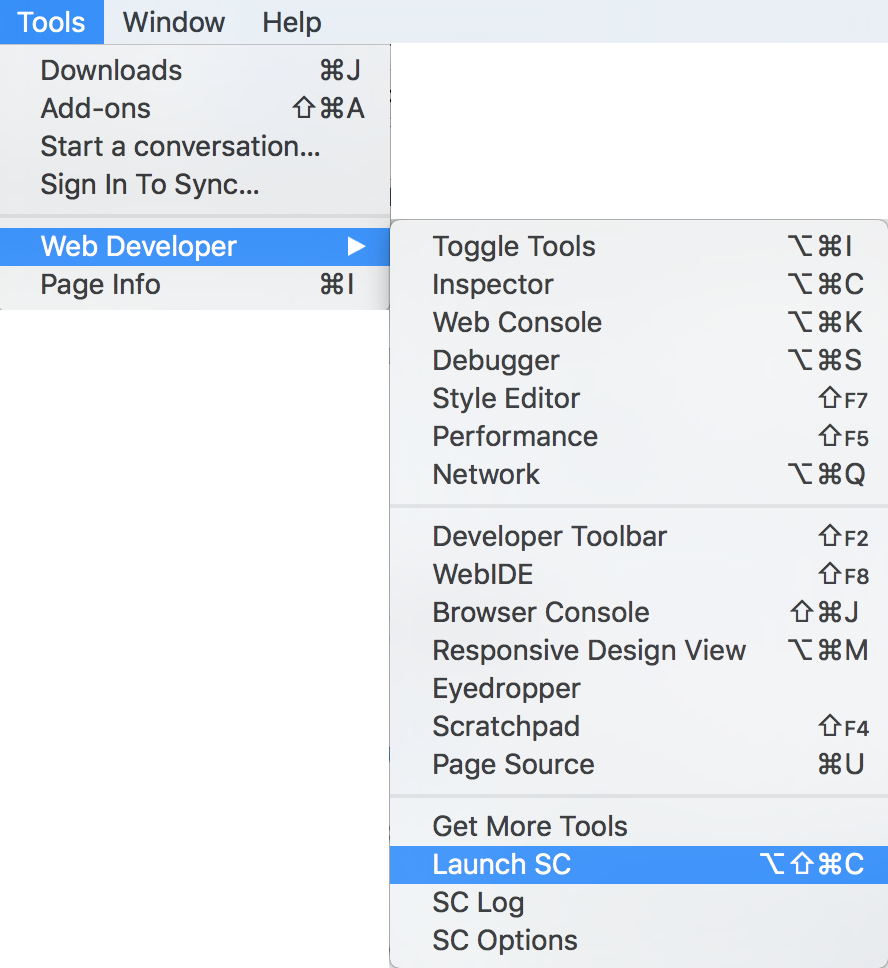 Tools Window Help
Downloads ⌘J
Add-ons ⇧⌘A
Start a conversation...
Sign In To Sync...
Web Developer ▶
Page Info ⌘I
Toggle Tools ⌥⌘I
Inspector ⌥⌘C
Web Console ⌥⌘K
Debugger ⌥⌘S
Style Editor ⇧F7
Performance ⇧F5
Network ⌥⌘Q
Developer Toolbar ⇧F2
WebIDE ⇧F8
Browser Console ⇧⌘J
Responsive Design View ⌥⌘M
Eyedropper
Scratchpad ⇧F4
Page Source ⌘U
Get More Tools
Launch SC ⌥⇧⌘C
SC Log
SC Options